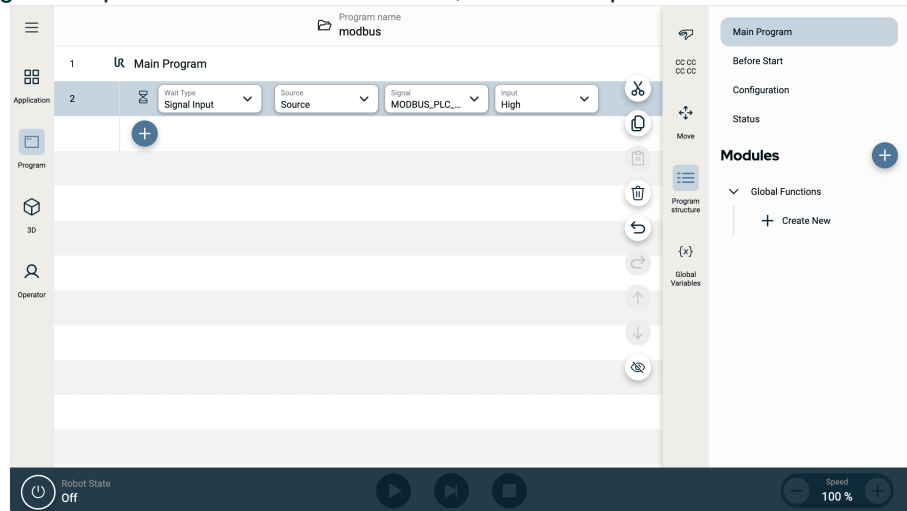 Program name
modbus
Application
Program
3D
Operator
1 Main Program
2
Wait Type
Signal Input
Source
Source
Signal
MODBUS_PLC_...
Input
High
CC CC
CC CC
Move
Program
structure
{x}
Global
Variables
Main Program
Before Start
Configuration
Status
Modules
Global Functions
Create New
Robot State
Off
Speed
100 %